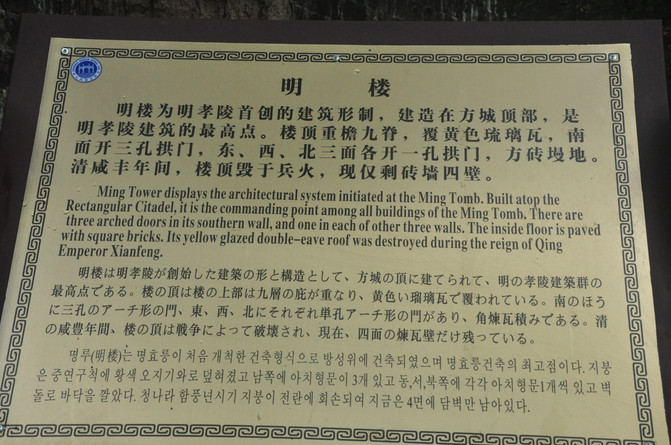 明 楼
明楼为明孝陵首创的建筑形制，建造在方城顶部，是
明孝陵建筑的最高点。楼顶重檐九脊，覆黄色琉璃瓦，南
面开三孔拱门，东、西、北三面各开一孔拱门，方砖墁地。
清咸丰年间，楼顶毁于兵火，现仅剩砖墙四壁。
Ming Tower displays the architectural system initiated at the Ming Tomb. Built atop the
Rectangular Citadel, it is the commanding point among all buildings of the Ming Tomb. There are
three arched doors in its southern wall, and one in each of other three walls. The inside floor is paved
with square bricks. Its yellow glazed double-eave roof was destroyed during the reign of Qing
Emperor Xianfeng.
明楼は明孝陵が創始した建築の形と構造として、方城の頂に建てられて、明の孝陵建築群の
最高点である。楼の頂は楼の上部は九層の庇が重なり、黄色い瑠璃瓦で覆われている。南のほう
に三孔のアーチ形の門、東、西、北にそれぞれ単孔アーチ形の門があり、角煉瓦積みである。清
の咸豊年間、楼の頂は戦争によって破壊され、現在、四面の煉瓦壁だけ残っている。
명루(明楼)는 명효릉이 처음 개척한 건축형식으로 방성위에 건축되였으며 명효릉건축의 최고점이다. 지붕
은 중연구척에 황색 오지기와로 덮혀졌고 남쪽에 아치형문이 3개 있고 동,서,북쪽에 각각 아치형문1개씩 있고 벽
돌로 바닥을 깔았다. 청나라 함풍년시기 지붕이 전란에 회손되여 지금은 4면에 담벽만 남아있다.